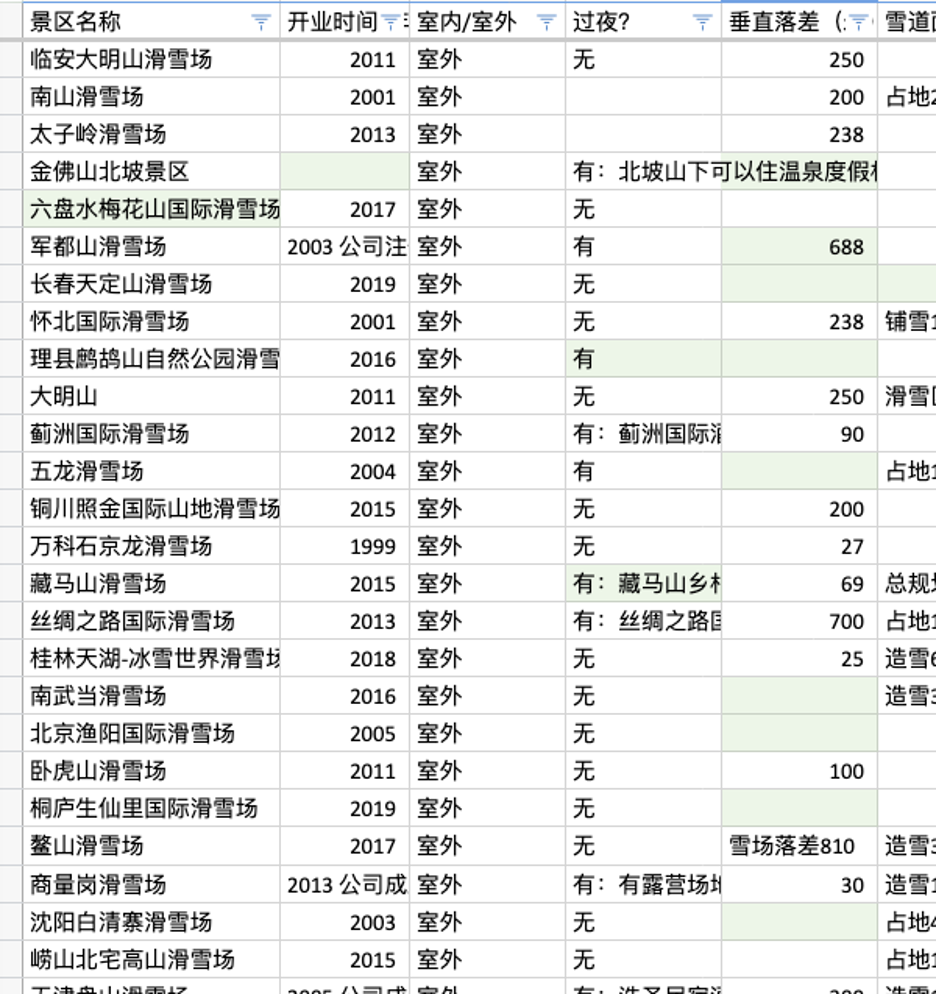 景区名称 开业时间 室内/室外 过夜? 垂直落差 ( 雪道
临安大明山滑雪场 2011 室外 无 250
南山滑雪场 2001 室外 200 占地2
太子岭滑雪场 2013 室外 238
金佛山北坡景区 室外 有：北坡山下可以住温泉度假
六盘水梅花山国际滑雪场 2017 室外 无
军都山滑雪场 2003 公司注 室外 有 688
长春天定山滑雪场 2019 室外 无
怀北国际滑雪场 2001 室外 无 238 铺雪1
理县鹧鸪山自然公园滑雪 2016 室外 有
大明山 2011 室外 无 250 滑雪
蓟洲国际滑雪场 2012 室外 有：蓟洲国际 90
五龙滑雪场 2004 室外 有 占地1
铜川照金国际山地滑雪场 2015 室外 无 200
万科石京龙滑雪场 1999 室外 无 27
藏马山滑雪场 2015 室外 有：藏马山乡村 69 总规划
丝绸之路国际滑雪场 2013 室外 有：丝绸之路国 700 占地1
桂林天湖-冰雪世界滑雪场 2018 室外 无 25 造雪6
南武当滑雪场 2016 室外 无 造雪3
北京渔阳国际滑雪场 2005 室外 无
卧虎山滑雪场 2011 室外 无 100
桐庐生仙里国际滑雪场 2019 室外 无
鳌山滑雪场 2017 室外 无 雪场落差810 造雪3
商量岗滑雪场 2013 公司成 室外 有：有露营场地 30 造雪1
沈阳白清寨滑雪场 2003 室外 无 占地4
崂山北宅高山滑雪场 2015 室外 无 占地1